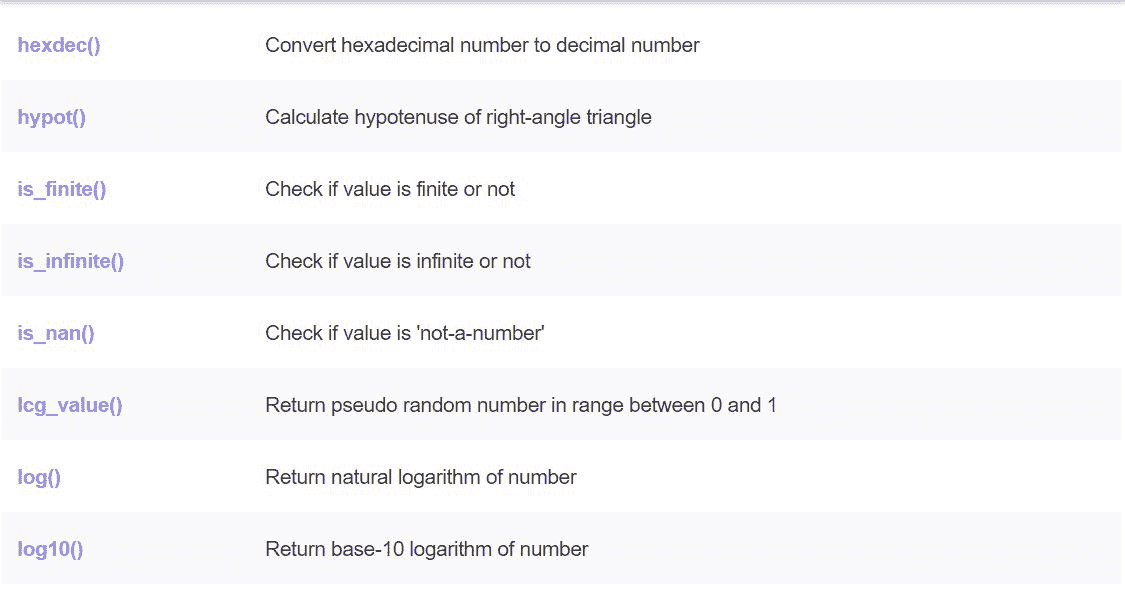 hexdec() Convert hexadecimal number to decimal number
hypot() Calculate hypotenuse of right-angle triangle
is_finite() Check if value is finite or not
is_infinite() Check if value is infinite or not
is_nan() Check if value is 'not-a-number'
lcg_value() Return pseudo random number in range between 0 and 1
log() Return natural logarithm of number
log10() Return base-10 logarithm of number